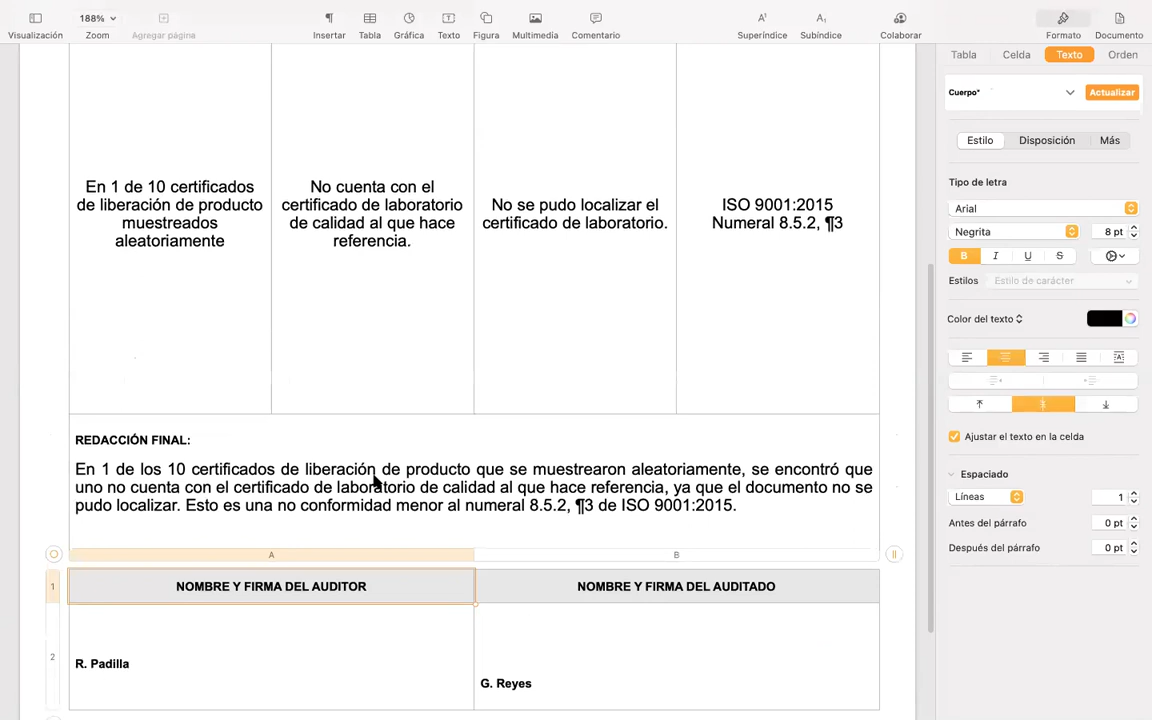 188%
Visualización Zoom Agregar página Insertar Tabla Gráfica Texto Figura Multimedia Comentario Superíndice Subíndice Colaborar Formato Documento
Tabla Celda Texto Orden
Cuerpo* Actualizar
Estilo Disposición Más
Tipo de letra
Arial
Negrita 8 pt
B I U S
Estilos Estilo de carácter
Color del texto
Ajustar el texto en la celda
Espaciado
Líneas 1
Antes del párrafo 0 pt
Después del párrafo 0 pt
En 1 de 10 certificados
de liberación de producto
muestreados
aleatoriamente
No cuenta con el
certificado de laboratorio
de calidad al que hace
referencia.
No se pudo localizar el
certificado de laboratorio.
ISO 9001:2015
Numeral 8.5.2, ¶3
REDACCIÓN FINAL:
En 1 de los 10 certificados de liberación de producto que se muestrearon aleatoriamente, se encontró que
uno no cuenta con el certificado de laboratorio de calidad al que hace referencia, ya que el documento no se
pudo localizar. Esto es una no conformidad menor al numeral 8.5.2, ¶3 de ISO 9001:2015.
A B
1 NOMBRE Y FIRMA DEL AUDITOR NOMBRE Y FIRMA DEL AUDITADO
2
R. Padilla
G. Reyes